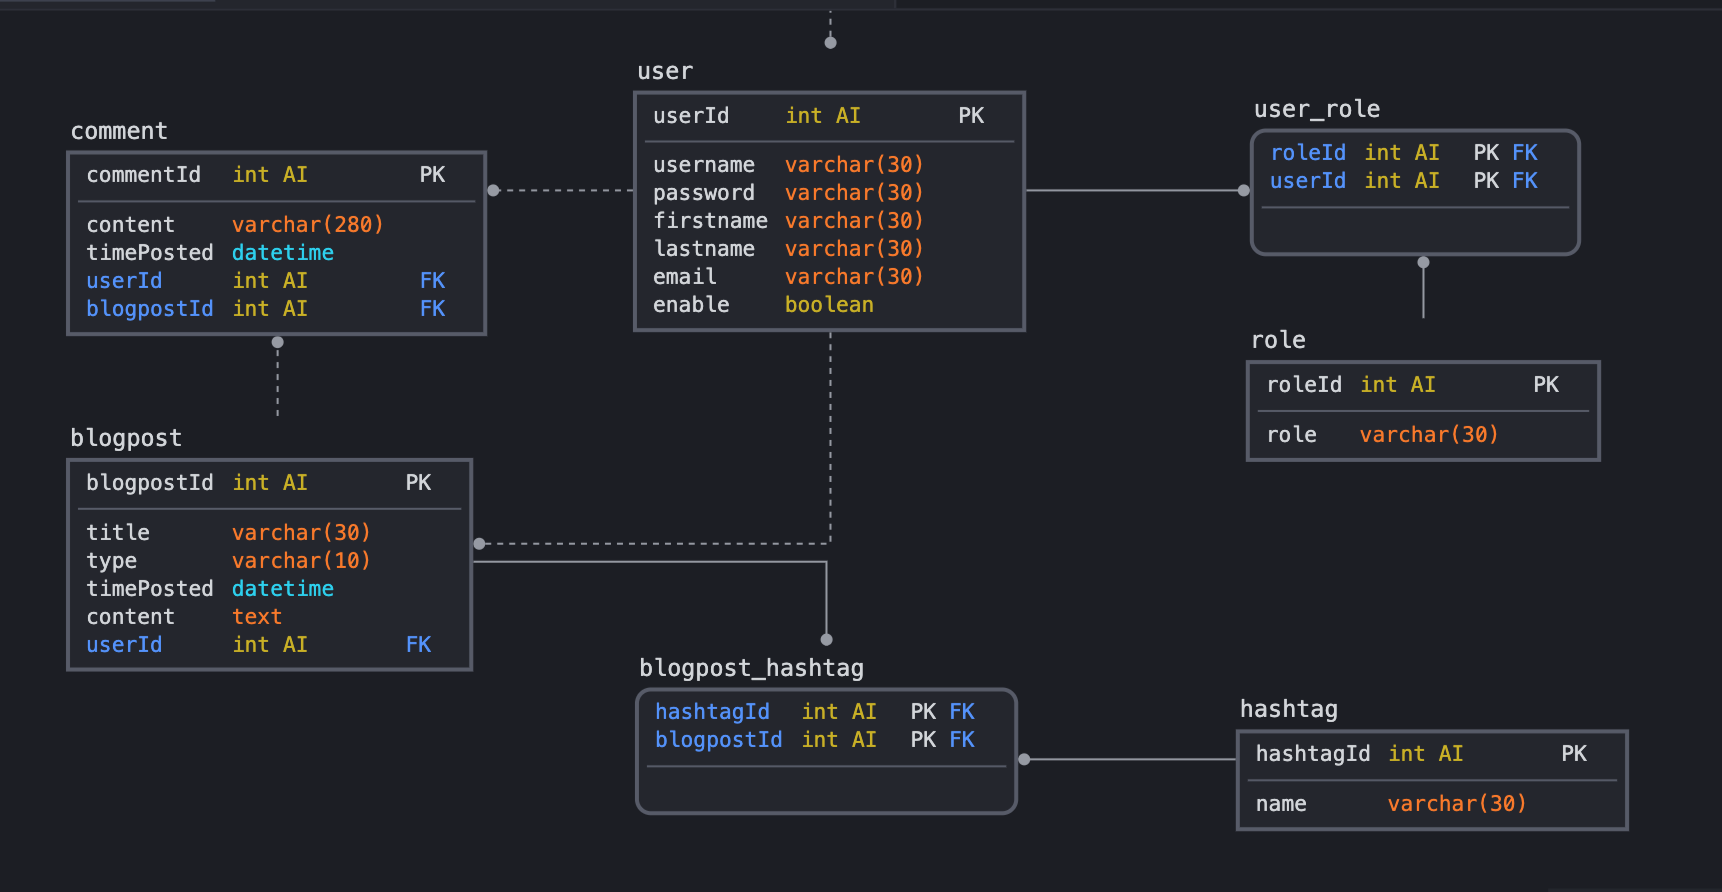 user
userId int AI PK
username varchar(30)
password varchar(30)
firstname varchar(30)
lastname varchar(30)
email varchar(30)
enable boolean
comment
commentId int AI PK
content varchar(280)
timePosted datetime
userId int AI FK
blogpostId int AI FK
user_role
roleId int AI PK FK
userId int AI PK FK
role
roleId int AI PK
role varchar(30)
blogpost
blogpostId int AI PK
title varchar(30)
type varchar(10)
timePosted datetime
content text
userId int AI FK
blogpost_hashtag
hashtagId int AI PK FK
blogpostId int AI PK FK
hashtag
hashtagId int AI PK
name varchar(30)